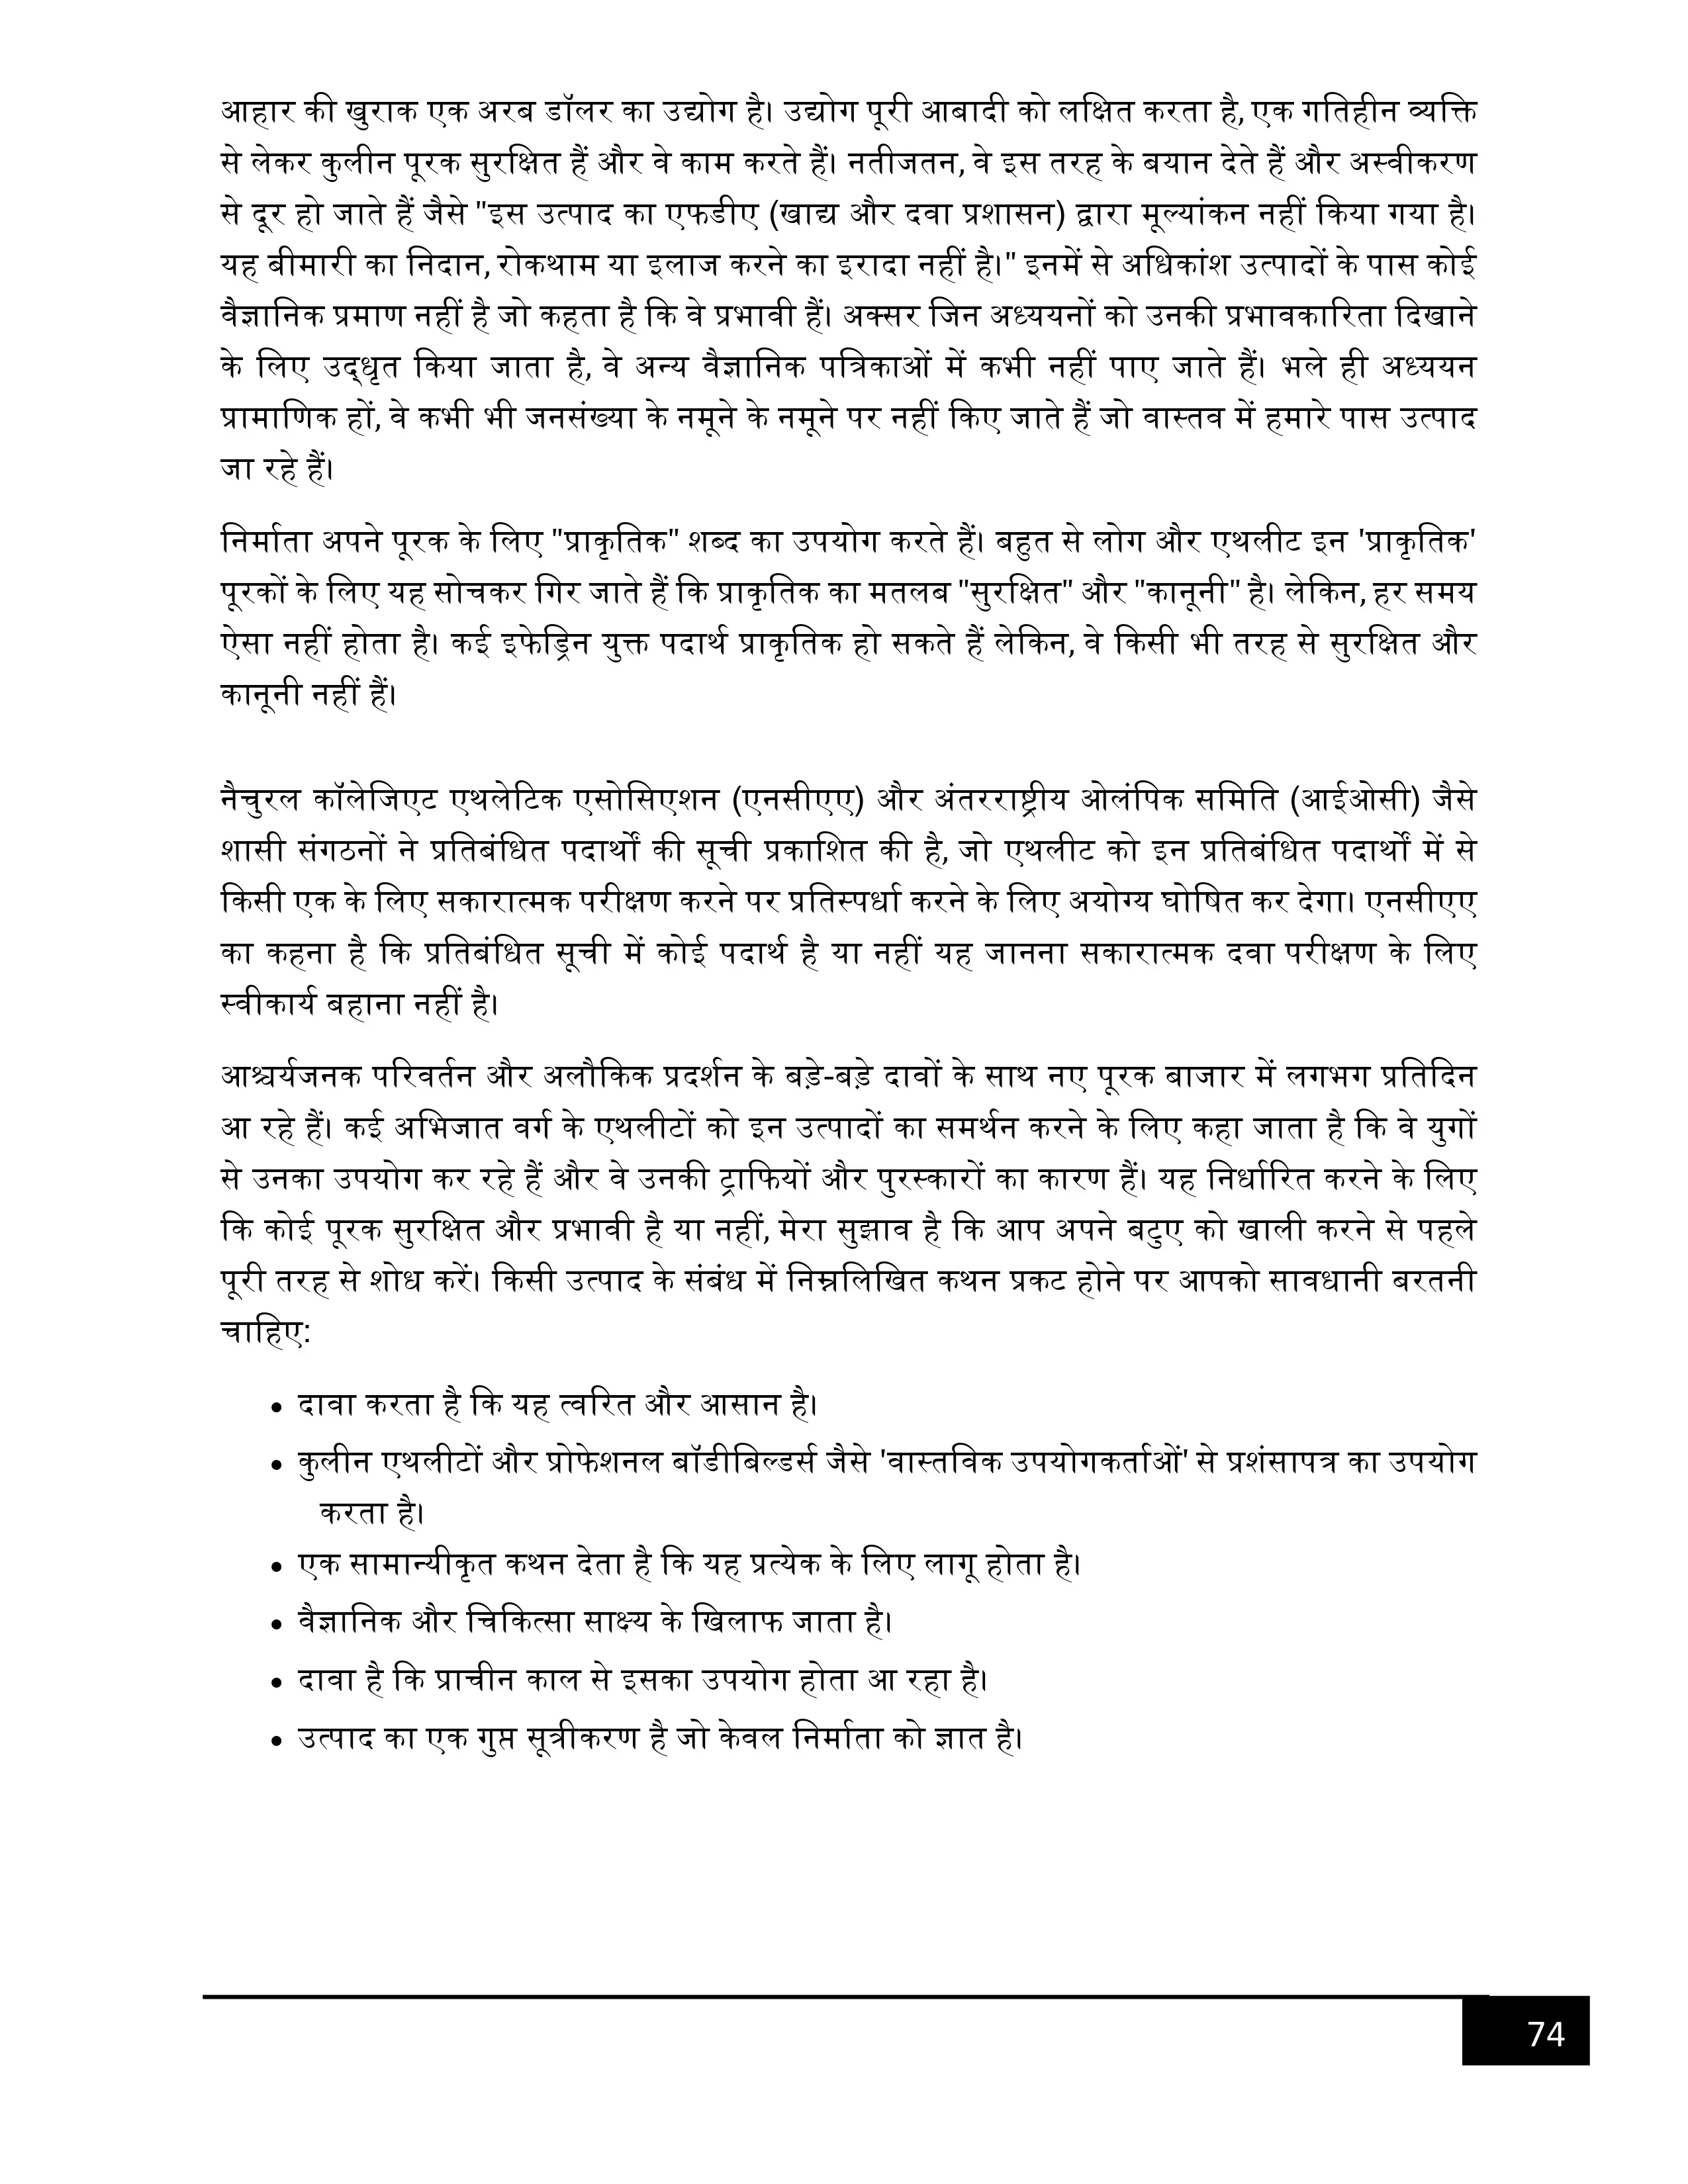 आहार की खुराक एक अरब डॉलर का उद्योग है। उद्योग पूरी आबादी को लक्षित करता है, एक गतिहीन व्यक्ति
से लेकर कुलीन पूरक सुरक्षित हैं और वे काम करते हैं। नतीजतन, वे इस तरह के बयान देते हैं और अस्वीकरण
से दूर हो जाते हैं जैसे "इस उत्पाद का एफडीए (खाद्य और दवा प्रशासन) द्वारा मूल्यांकन नहीं किया गया है।
यह बीमारी का निदान, रोकथाम या इलाज करने का इरादा नहीं है।" इनमें से अधिकांश उत्पादों के पास कोई
वैज्ञानिक प्रमाण नहीं है जो कहता है कि वे प्रभावी हैं। अक्सर जिन अध्ययनों को उनकी प्रभावकारिता दिखाने
के लिए उद्धृत किया जाता है, वे अन्य वैज्ञानिक पत्रिकाओं में कभी नहीं पाए जाते हैं। भले ही अध्ययन
प्रामाणिक हों, वे कभी भी जनसंख्या के नमूने के नमूने पर नहीं किए जाते हैं जो वास्तव में हमारे पास उत्पाद
जा रहे हैं।
निर्माता अपने पूरक के लिए "प्राकृतिक" शब्द का उपयोग करते हैं। बहुत से लोग और एथलीट इन 'प्राकृतिक'
पूरकों के लिए यह सोचकर गिर जाते हैं कि प्राकृतिक का मतलब "सुरक्षित" और "कानूनी" है। लेकिन, हर समय
ऐसा नहीं होता है। कई इफेड्रिन युक्त पदार्थ प्राकृतिक हो सकते हैं लेकिन, वे किसी भी तरह से सुरक्षित और
कानूनी नहीं हैं।
नैचुरल कॉलेजिएट एथलेटिक एसोसिएशन (एनसीएए) और अंतरराष्ट्रीय ओलंपिक समिति (आईओसी) जैसे
शासी संगठनों ने प्रतिबंधित पदार्थों की सूची प्रकाशित की है, जो एथलीट को इन प्रतिबंधित पदार्थों में से
किसी एक के लिए सकारात्मक परीक्षण करने पर प्रतिस्पर्धा करने के लिए अयोग्य घोषित कर देगा। एनसीएए
का कहना है कि प्रतिबंधित सूची में कोई पदार्थ है या नहीं यह जानना सकारात्मक दवा परीक्षण के लिए
स्वीकार्य बहाना नहीं है।
आश्चर्यजनक परिवर्तन और अलौकिक प्रदर्शन के बड़े-बड़े दावों के साथ नए पूरक बाजार में लगभग प्रतिदिन
आ रहे हैं। कई अभिजात वर्ग के एथलीटों को इन उत्पादों का समर्थन करने के लिए कहा जाता है कि वे युगों
से उनका उपयोग कर रहे हैं और वे उनकी ट्राफियों और पुरस्कारों का कारण हैं। यह निर्धारित करने के लिए
कि कोई पूरक सुरक्षित और प्रभावी है या नहीं, मेरा सुझाव है कि आप अपने बटुए को खाली करने से पहले
पूरी तरह से शोध करें। किसी उत्पाद के संबंध में निम्नलिखित कथन प्रकट होने पर आपको सावधानी बरतनी
चाहिए:
• दावा करता है कि यह त्वरित और आसान है।
• कुलीन एथलीटों और प्रोफेशनल बॉडीबिल्डर्स जैसे 'वास्तविक उपयोगकर्ताओं' से प्रशंसापत्र का उपयोग
करता है।
• एक सामान्यीकृत कथन देता है कि यह प्रत्येक के लिए लागू होता है।
• वैज्ञानिक और चिकित्सा साक्ष्य के खिलाफ जाता है।
• दावा है कि प्राचीन काल से इसका उपयोग होता आ रहा है।
• उत्पाद का एक गुप्त सूत्रीकरण है जो केवल निर्माता को ज्ञात है।
74